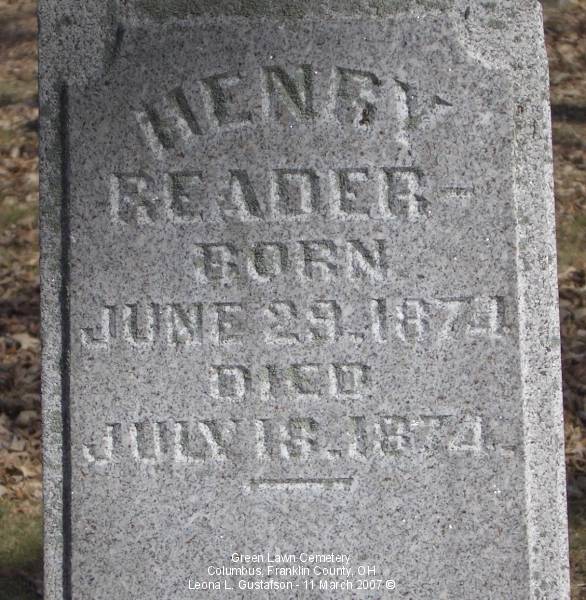 HENRY
READER-
BORN
JUNE 29.1874
DIED
JULY 18.1874.
Green Lawn Cemetery
Columbus, Franklin County, OH
Leona L. Gustafson - 11 March 2007 ©